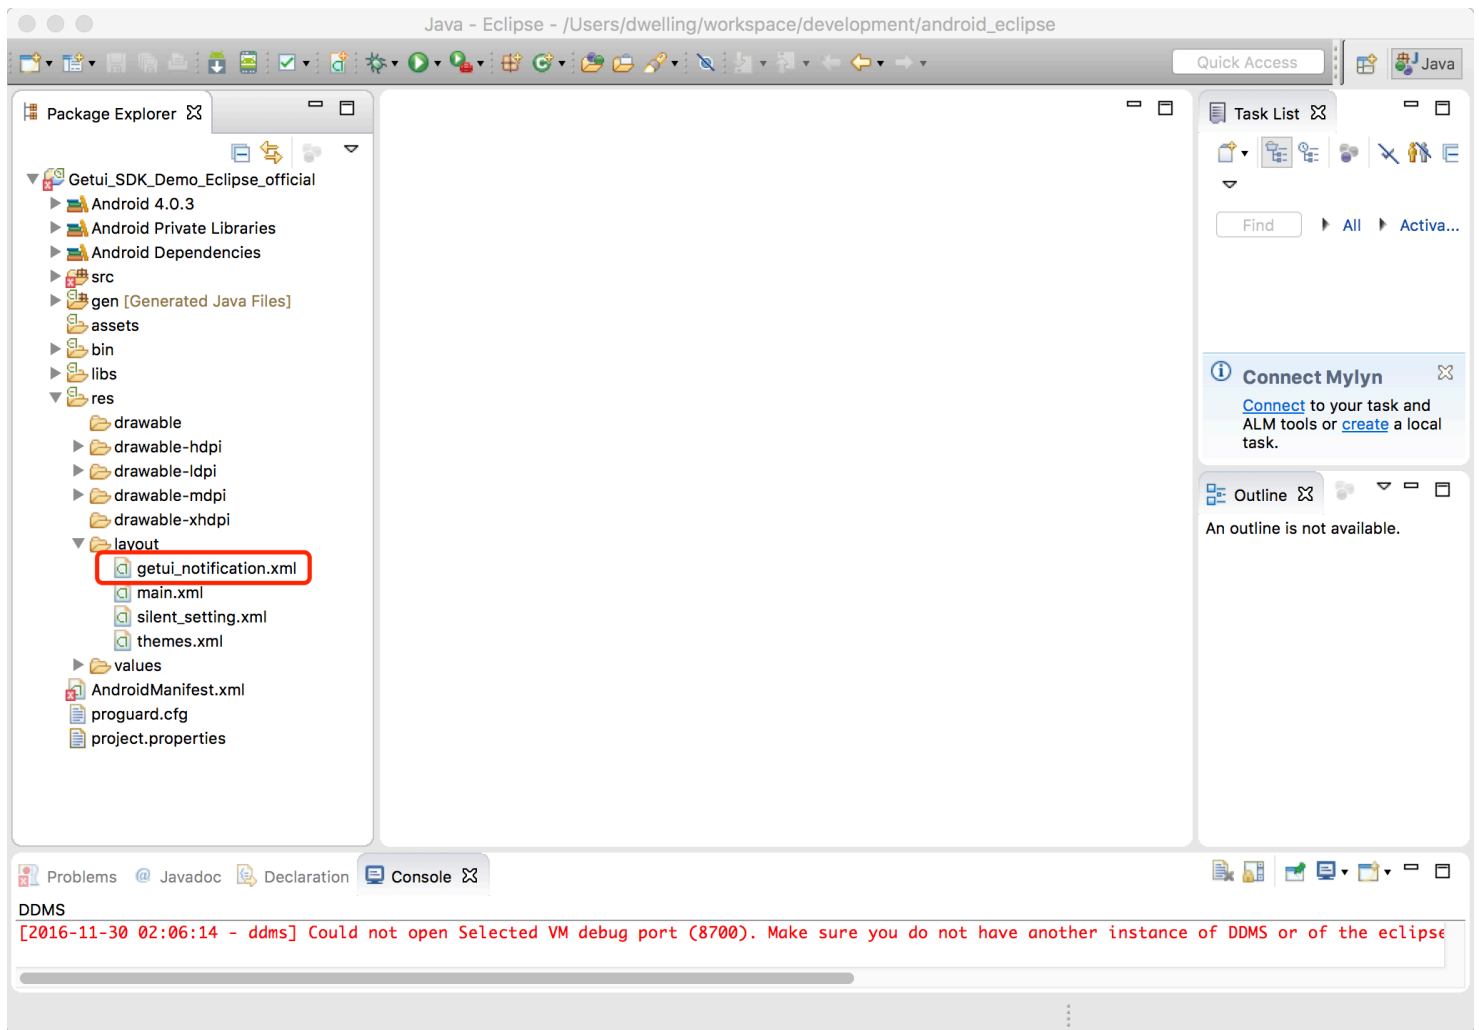 Java - Eclipse - /Users/dwelling/workspace/development/android_eclipse
Quick Access
Java
Package Explorer
Getui_SDK_Demo_Eclipse_official
Android 4.0.3
Android Private Libraries
Android Dependencies
src
gen [Generated Java Files]
assets
bin
libs
res
drawable
drawable-hdpi
drawable-ldpi
drawable-mdpi
drawable-xhdpi
layout
getui_notification.xml
main.xml
silent_setting.xml
themes.xml
values
AndroidManifest.xml
proguard.cfg
project.properties
Task List
Find
All
Activa...
Connect Mylyn
Connect to your task and
ALM tools or create a local
task.
Outline
An outline is not available.
Problems
@ Javadoc
Declaration
Console
DDMS
[2016-11-30 02:06:14 - ddms] Could not open Selected VM debug port (8700). Make sure you do not have another instance of DDMS or of the eclipse